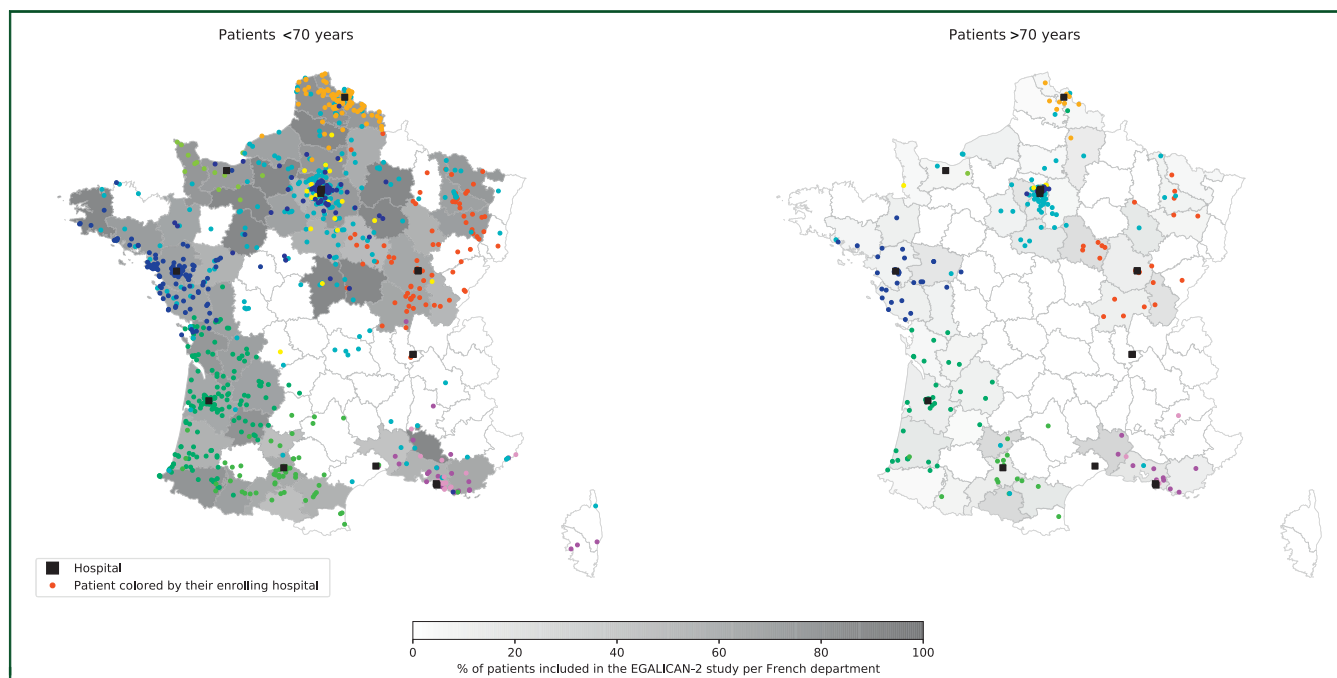 Patients <70 years
Patients >70 years
Hospital
Patient colored by their enrolling hospital
0 20 40 60 80 100
% of patients included in the EGALICAN-2 study per French department